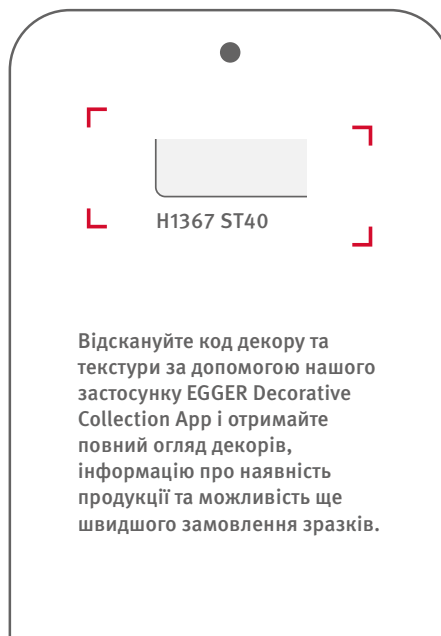 H1367 ST40
Відскануйте код декору та
текстури за допомогою нашого
застосунку EGGER Decorative
Collection App і отримайте
повний огляд декорів,
інформацію про наявність
продукції та можливість ще
швидшого замовлення зразків.